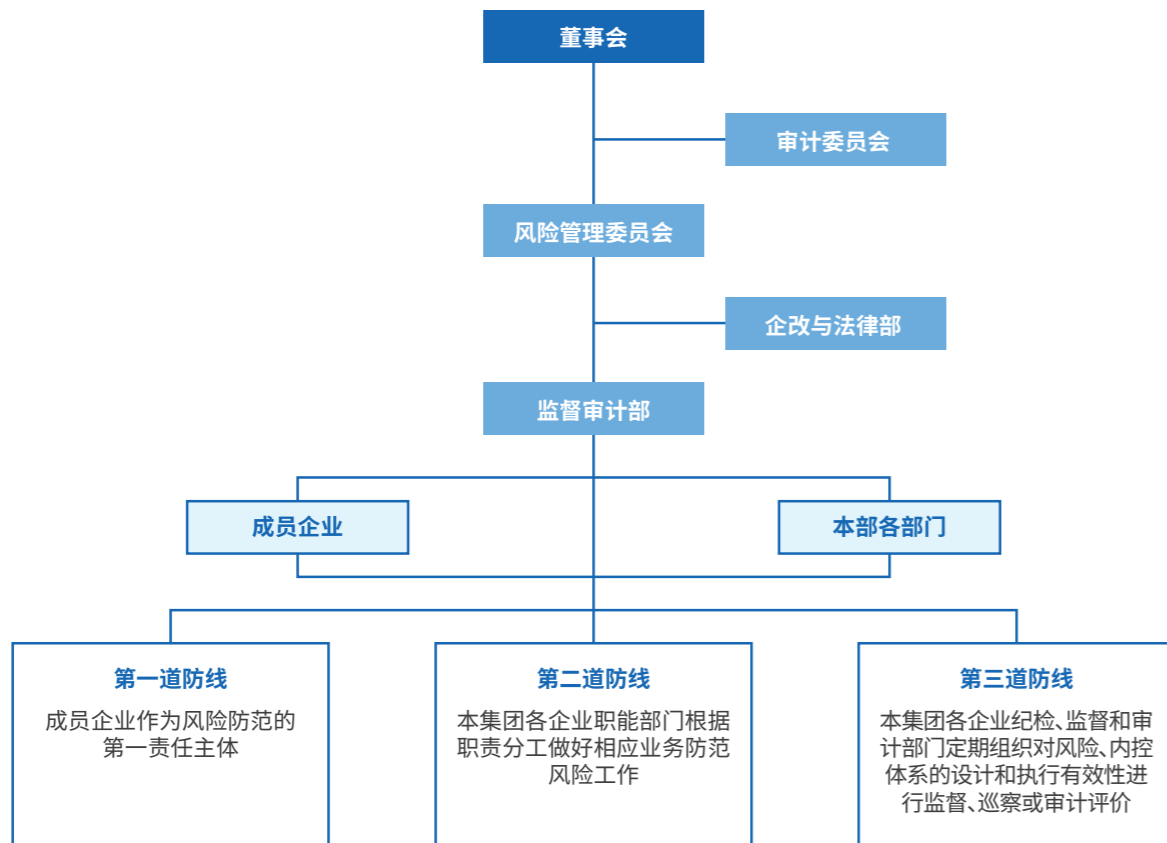 董事会
审计委员会
风险管理委员会
企改与法律部
监督审计部
成员企业
本部各部门
第一道防线
成员企业作为风险防范的
第一责任主体
第二道防线
本集团各企业职能部门根据
职责分工做好相应业务防范
风险工作
第三道防线
本集团各企业纪检、监督和审
计部门定期组织对风险、内控
体系的设计和执行有效性进
行监督、巡察或审计评价